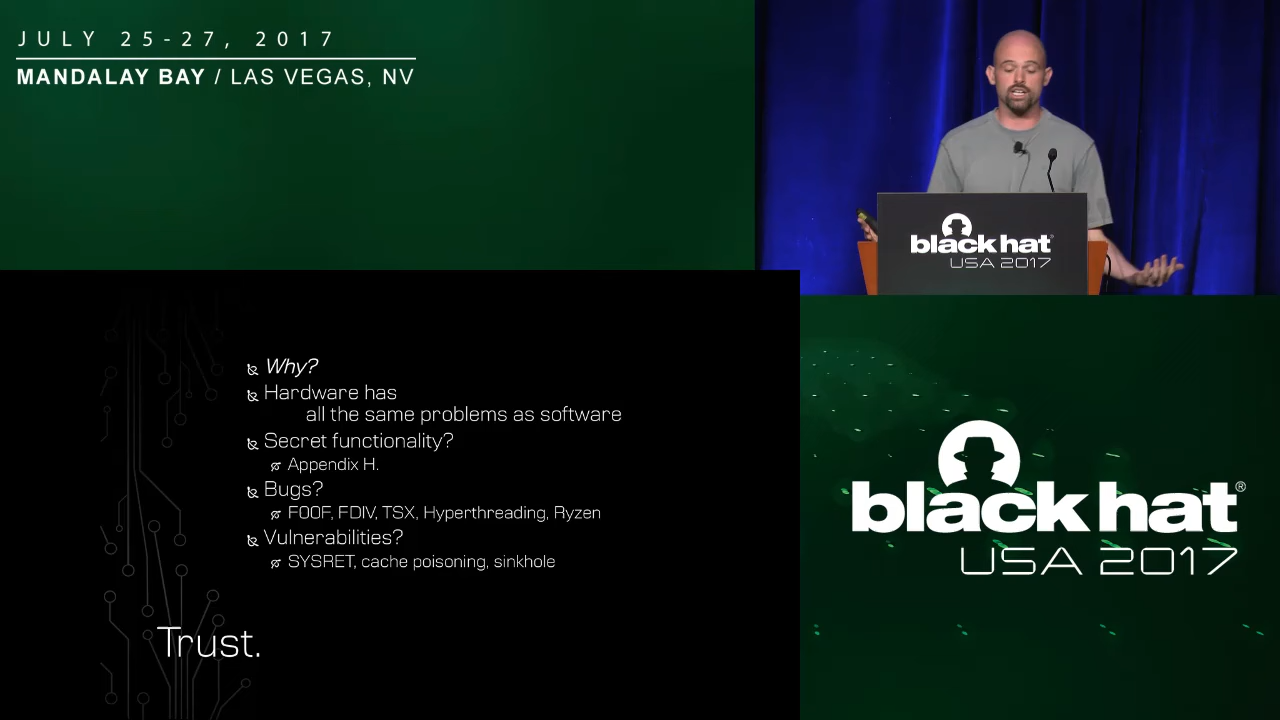 JULY 25-27, 2017
MANDALAY BAY / LAS VEGAS, NV
black hat®
USA 2017
Why?
Hardware has
all the same problems as software
Secret functionality?
Appendix H.
Bugs?
F00F, FDIV, TSX, Hyperthreading, Ryzen
Vulnerabilities?
SYSRET, cache poisoning, sinkhole
Trust.
black hat®
USA 2017